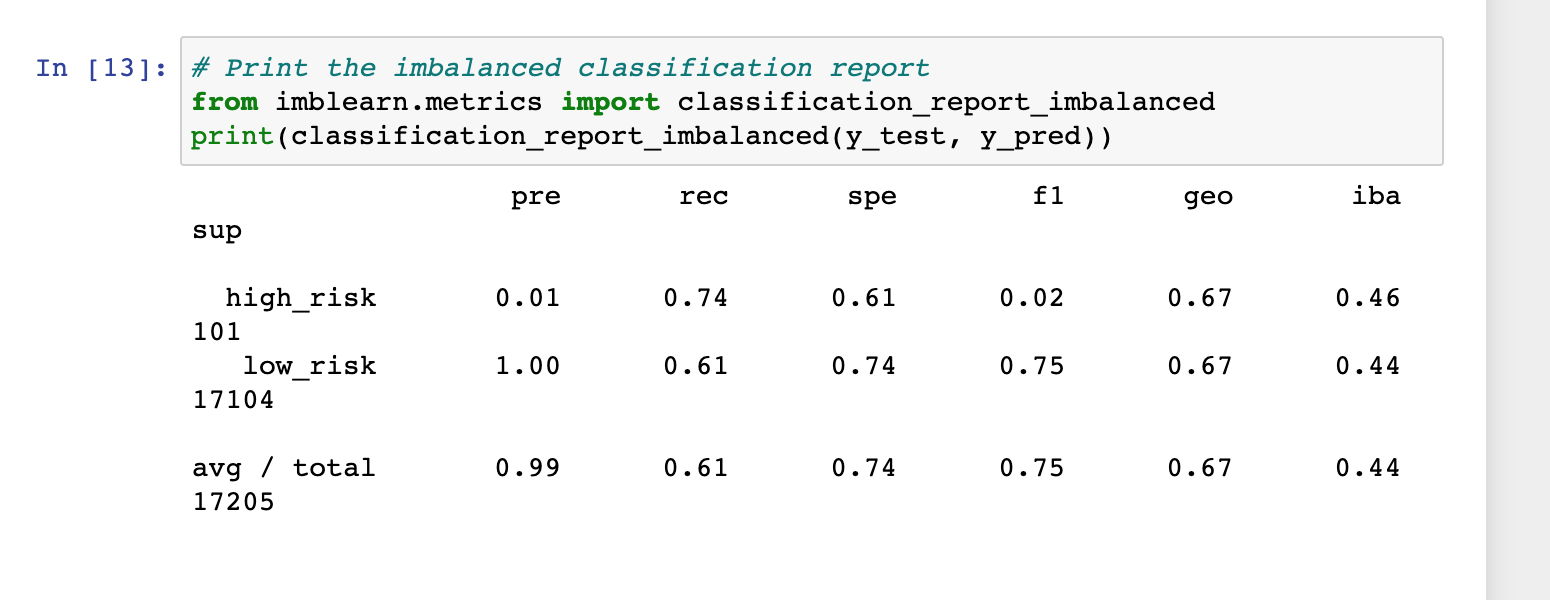 In [13]: # Print the imbalanced classification report
from imblearn.metrics import classification_report_imbalanced
print(classification_report_imbalanced(y_test, y_pred))
pre rec spe f1 geo iba
sup
high_risk 0.01 0.74 0.61 0.02 0.67 0.46
101
low_risk 1.00 0.61 0.74 0.75 0.67 0.44
17104
avg / total 0.99 0.61 0.74 0.75 0.67 0.44
17205